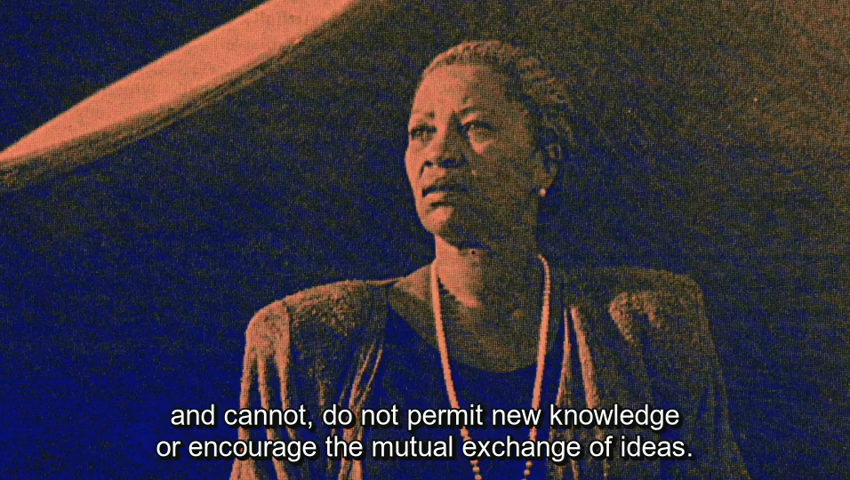 and cannot, do not permit new knowledge
or encourage the mutual exchange of ideas.